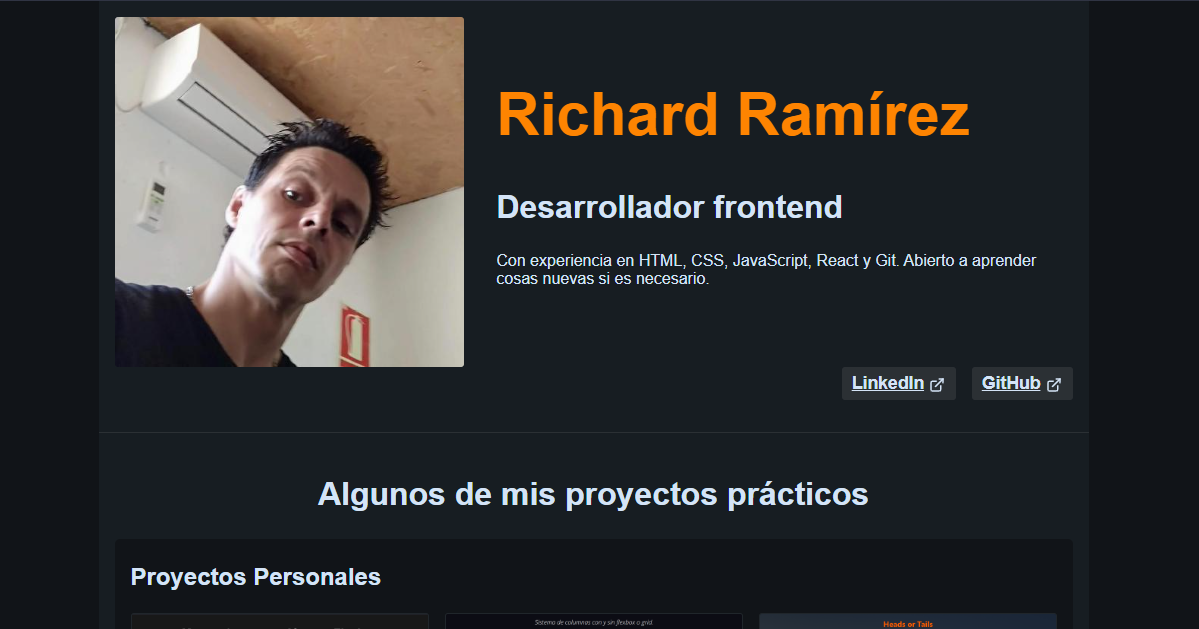 Richard Ramírez
Desarrollador frontend
Con experiencia en HTML, CSS, JavaScript, React y Git. Abierto a aprender
cosas nuevas si es necesario.
LinkedIn
GitHub
Algunos de mis proyectos prácticos
Proyectos Personales
Sistema de columnas con y sin flexbox o grid.
Heads or Tails